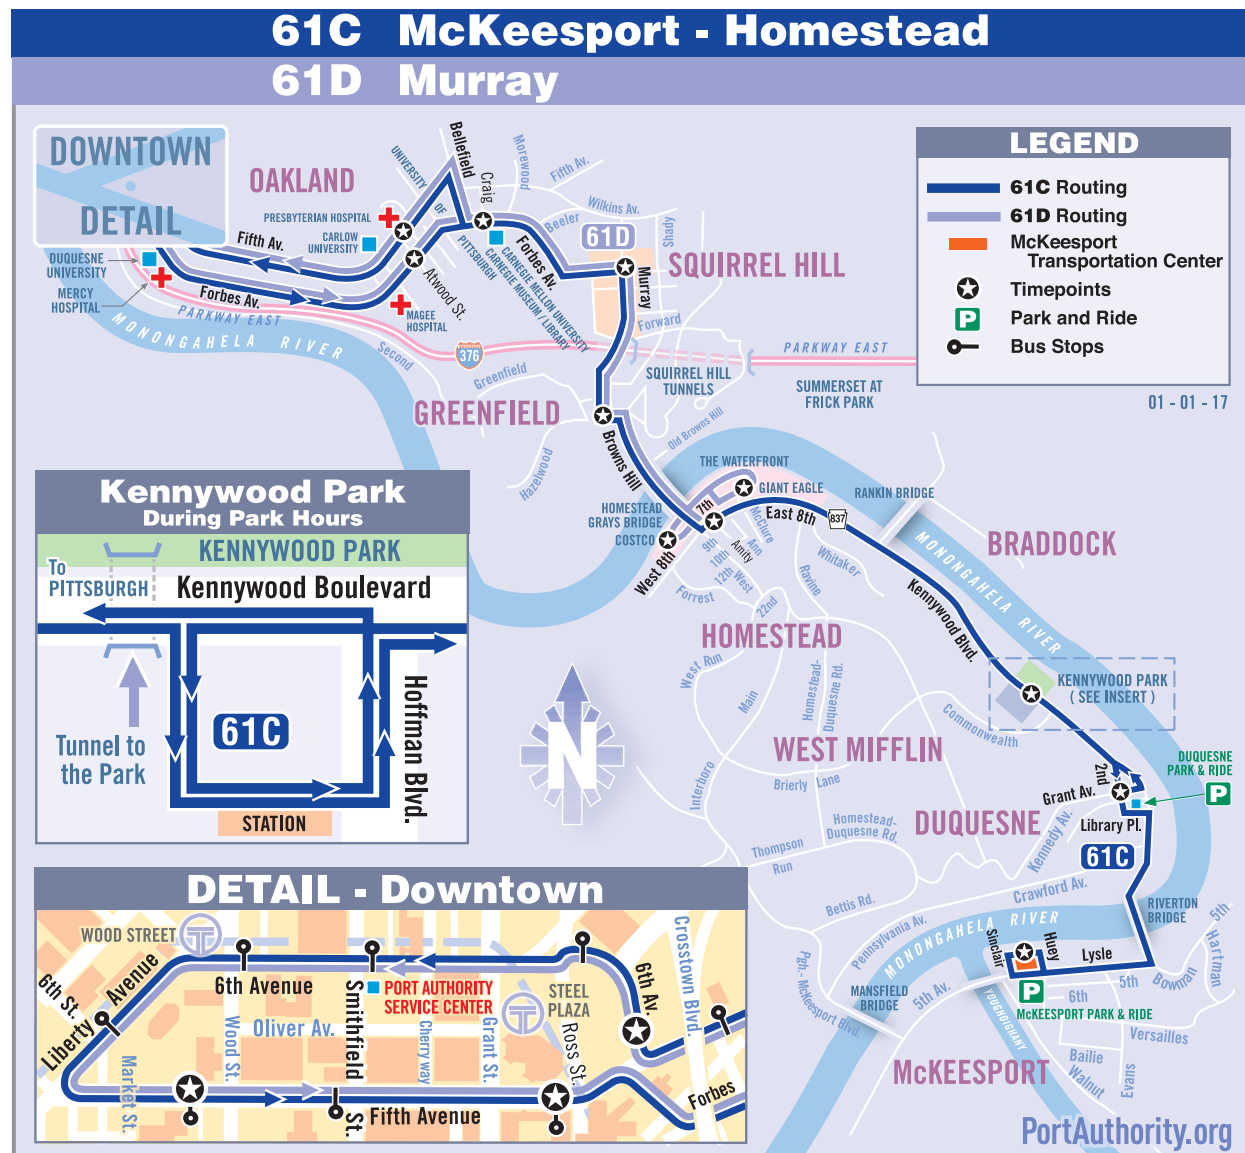 61C McKeesport - Homestead
61D Murray
DOWNTOWN
DETAIL
OAKLAND
UNIVERSITY
OF
PITTSBURGH
Bellefield
Craig
Morewood
Fifth Av.
Wilkins Av.
Beeler
Shady
61D
PRESBYTERIAN HOSPITAL
CARLOW
UNIVERSITY
Fifth Av.
DUQUESNE
UNIVERSITY
MERCY
HOSPITAL
Forbes Av.
Atwood St.
MAGEE
HOSPITAL
CARNEGIE MELLON UNIVERSITY
CARNEGIE MUSEUM / LIBRARY
Forbes Av.
SQUIRREL HILL
Murray
Forward
PARKWAY EAST
MONONGAHELA RIVER
Second
INTERSTATE
376
Greenfield
GREENFIELD
Hazelwood
SQUIRREL HILL
TUNNELS
PARKWAY EAST
SUMMERSET AT
FRICK PARK
LEGEND
61C Routing
61D Routing
McKeesport
Transportation Center
Timepoints
P Park and Ride
Bus Stops
01 - 01 - 17
Old Browns Hill
Browns Hill
THE WATERFRONT
GIANT EAGLE
HOMESTEAD
GRAYS BRIDGE
COSTCO
7th
West 8th
East 8th
837
McClure
Ann
Amity
9th
10th
12th
West
Forrest
22nd
Ravine
Whitaker
RANKIN BRIDGE
BRADDOCK
MONONGAHELA RIVER
Kennywood Blvd.
HOMESTEAD
West Run
Main
Homestead-
Duquesne Rd.
KENNYWOOD PARK
( SEE INSERT )
Commonwealth
WEST MIFFLIN
Interboro
Brierly Lane
2nd
Grant Av.
DUQUESNE
PARK & RIDE
P
DUQUESNE
Library Pl.
Kennedy Av.
61C
Homestead-
Duquesne Rd.
Thompson
Run
Crawford Av.
Bettis Rd.
Pennsylvania Av.
MONONGAHELA RIVER
RIVERTON
BRIDGE
5th
Hartman
Sinclair
Huey
Lysle
5th
Bowman
6th
Pgh.- McKeesport Blvd.
MANSFIELD
BRIDGE
5th Av.
P
McKEESPORT PARK & RIDE
YOUGHIOGHANY
Versailles
Bailie
Walnut
Evans
McKEESPORT
PortAuthority.org
Kennywood Park
During Park Hours
KENNYWOOD PARK
To
PITTSBURGH
Kennywood Boulevard
61C
Hoffman Blvd.
Tunnel to
the Park
STATION
N
DETAIL - Downtown
WOOD STREET
T
6th St.
Liberty Avenue
6th Avenue
Smithfield St.
PORT AUTHORITY
SERVICE CENTER
STEEL
PLAZA
T
6th Av.
Crosstown Blvd.
Wood St.
Oliver Av.
Cherry way
Grant St.
Ross St.
Market St.
Fifth Avenue
Forbes